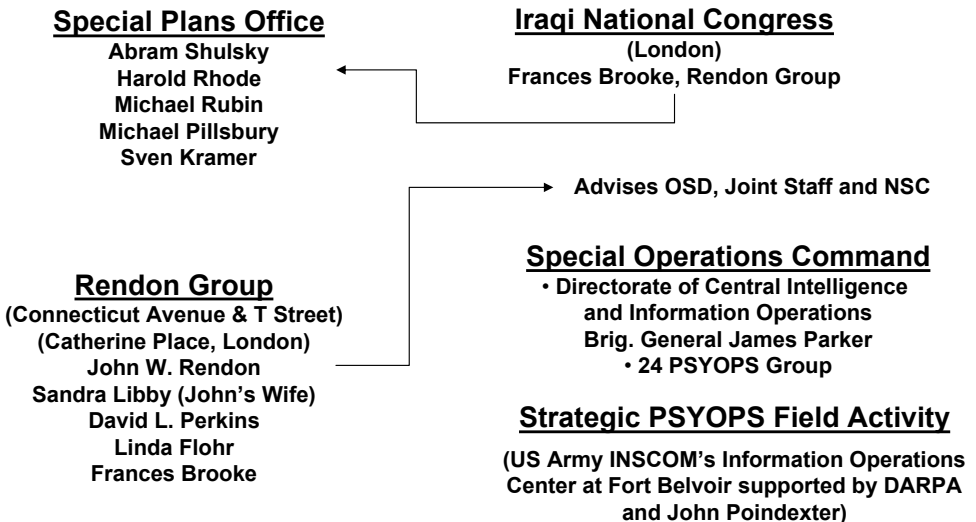 Special Plans Office
Abram Shulsky
Harold Rhode
Michael Rubin
Michael Pillsbury
Sven Kramer
Iraqi National Congress
(London)
Frances Brooke, Rendon Group
Advises OSD, Joint Staff and NSC
Rendon Group
(Connecticut Avenue & T Street)
(Catherine Place, London)
John W. Rendon
Sandra Libby (John's Wife)
David L. Perkins
Linda Flohr
Frances Brooke
Special Operations Command
• Directorate of Central Intelligence
and Information Operations
Brig. General James Parker
• 24 PSYOPS Group
Strategic PSYOPS Field Activity
(US Army INSCOM's Information Operations
Center at Fort Belvoir supported by DARPA
and John Poindexter)